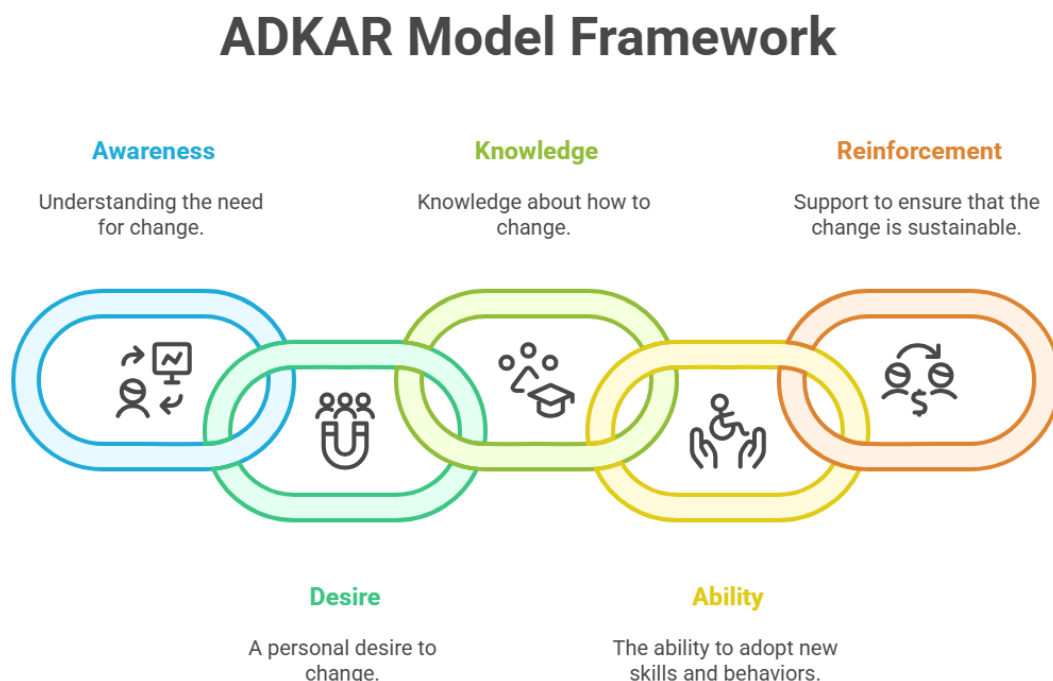 ADKAR Model Framework
Awareness
Understanding the need
for change.
Knowledge
Knowledge about how to
change.
Reinforcement
Support to ensure that the
change is sustainable.
$
Desire
A personal desire to
change.
Ability
The ability to adopt new
skills and behaviors.